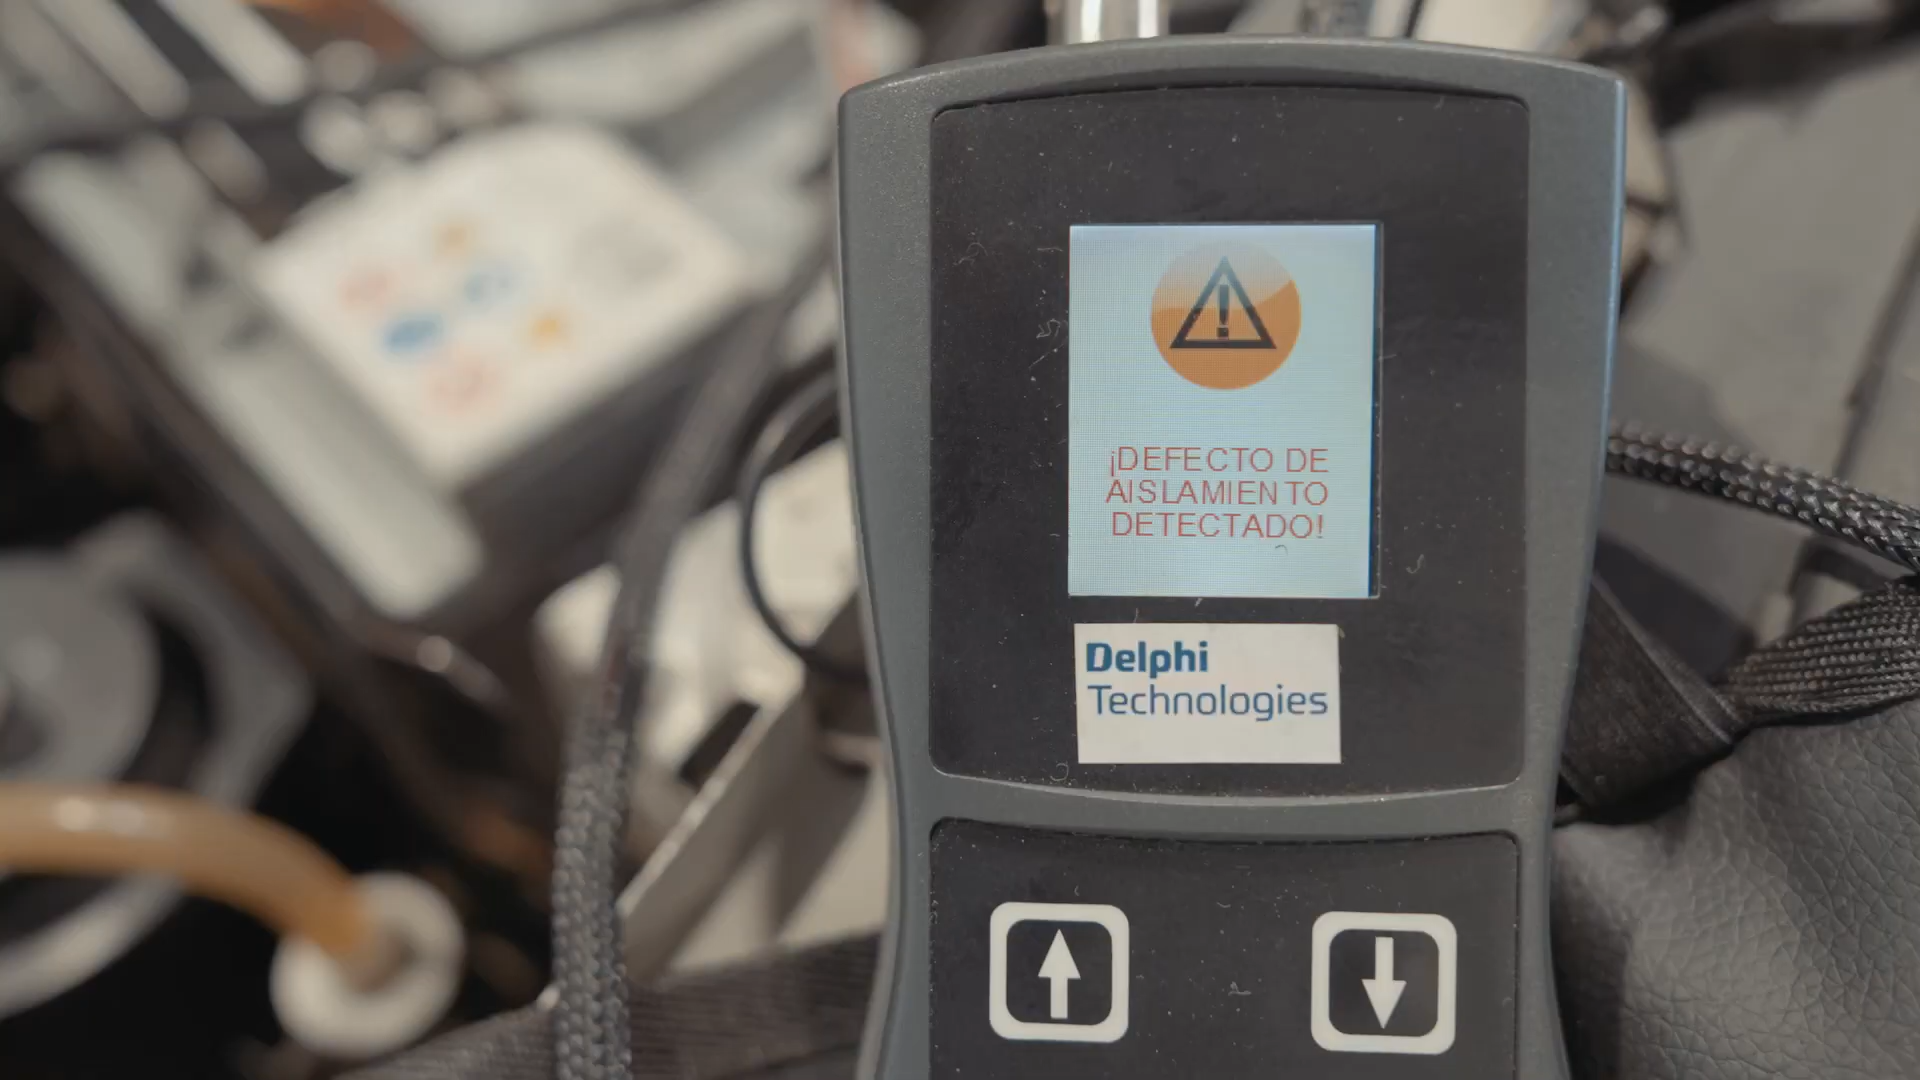 ¡DEFECTO DE
AISLAMIENTO
DETECTADO!
Delphi
Technologies